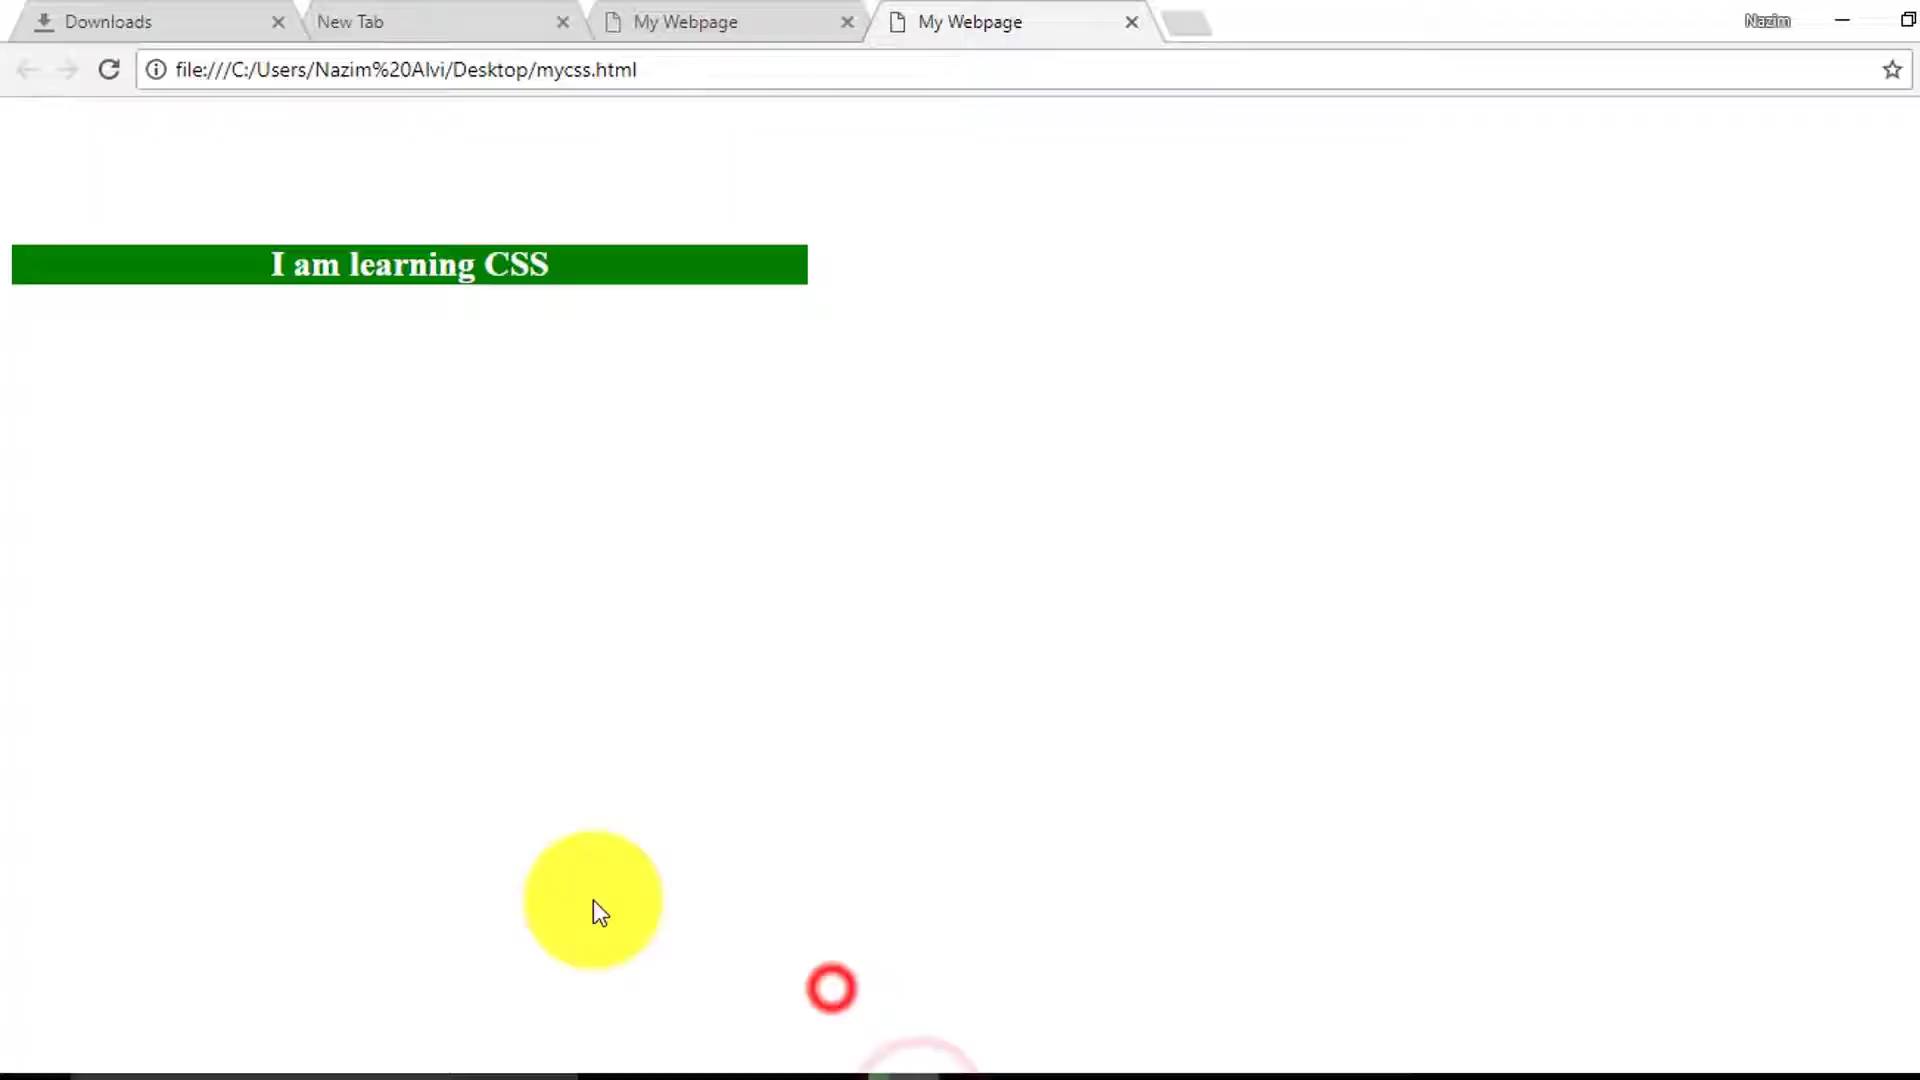 Downloads
New Tab
My Webpage
My Webpage
Nazim
file:///C:/Users/Nazim%20Alvi/Desktop/mycss.html
I am learning CSS